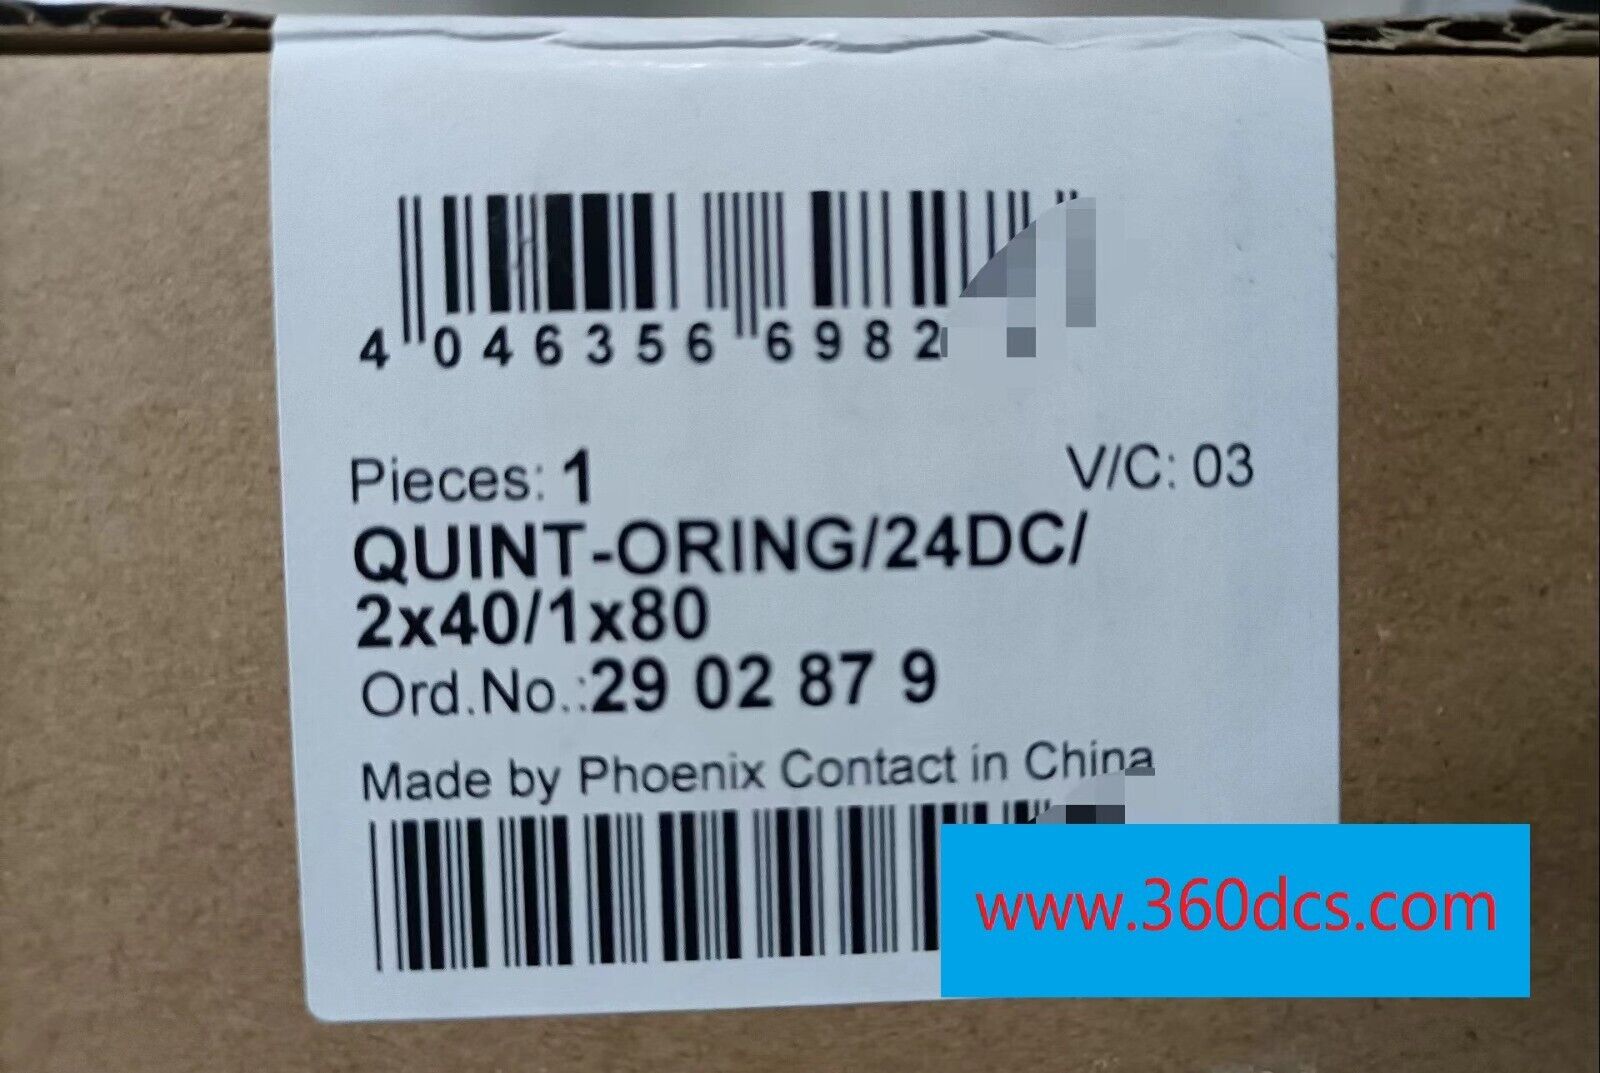 4 046356 6982
Pieces: 1
V/C: 03
QUINT-ORING/24DC/
2x40/1x80
Ord.No.:29 02 87 9
Made by Phoenix Contact in China
www.360dcs.com